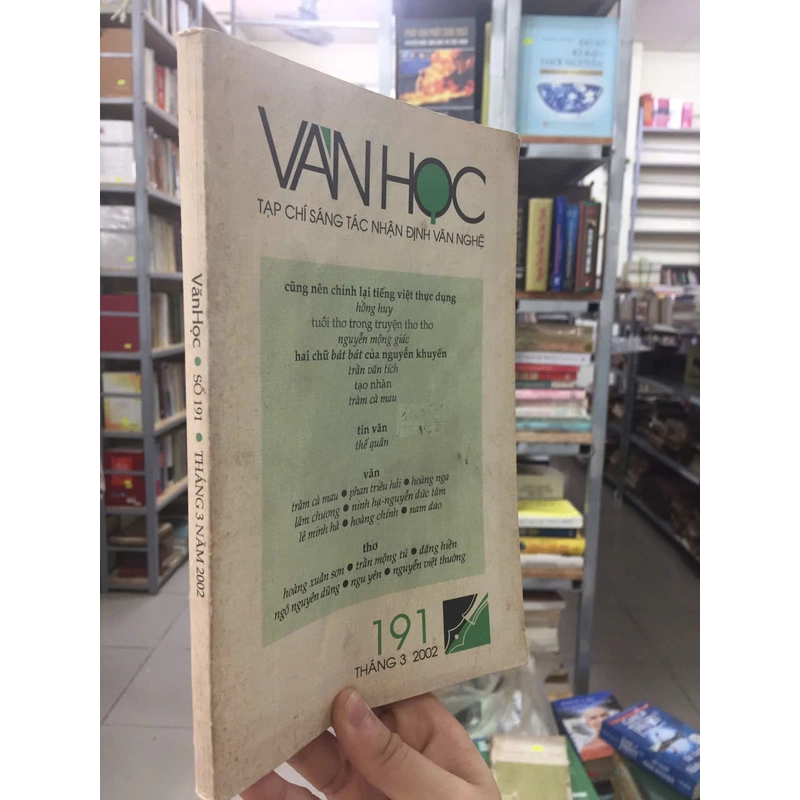 VĂN HỌC
TẠP CHÍ SÁNG TÁC NHẬN ĐỊNH VĂN NGHỆ
cũng nên chỉnh lại tiếng việt thực dụng
hồng huy
tuổi thơ trong truyện thơ thơ
nguyễn mộng giác
hai chữ bát bát của nguyễn khuyến
trần văn tích
tạo nhàn
tràm cà mau
tin văn
thế quân
văn
tràm cà mau • phan triều hải • hoàng nga
lâm chương • ninh hạ-nguyễn đức tâm
lê minh hà • hoàng chính • nam dao
thơ
hoàng xuân sơn • trần mộng tú • đặng hiền
ngô nguyên dũng • ngu yên • nguyễn việt thường
191
THÁNG 3 2002
VănHọc • SỐ 191 • THÁNG 3 NĂM 2002